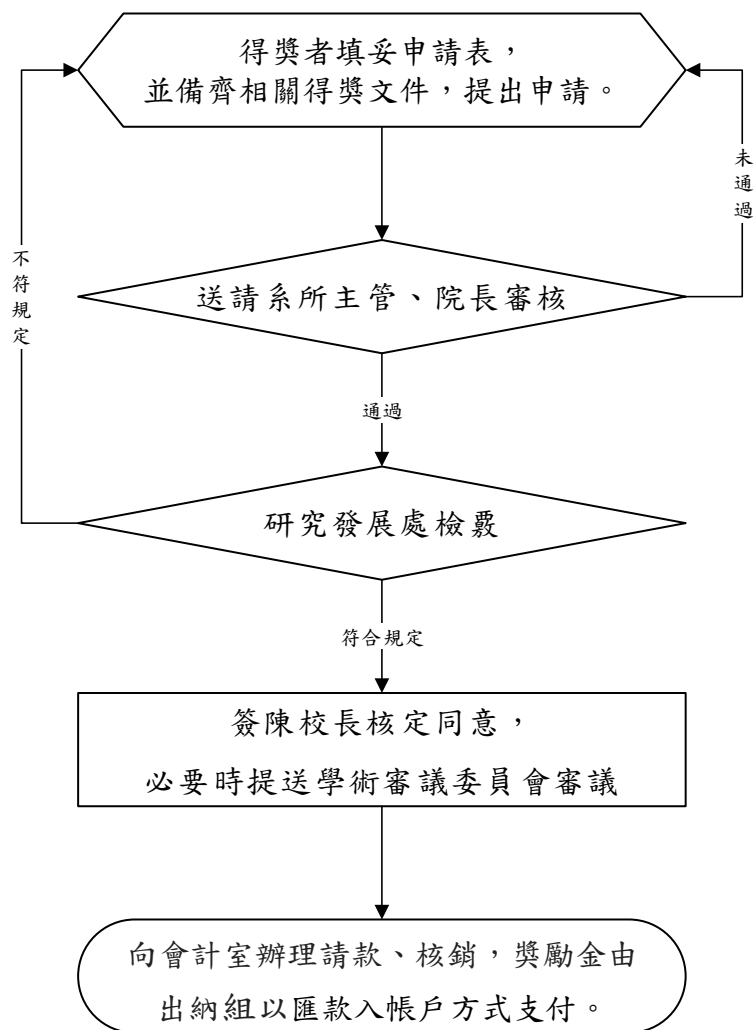 得獎者填妥申請表，
並備齊相關得獎文件，提出申請。
未通過
不符規定
送請系所主管、院長審核
通過
研究發展處檢覈
符合規定
簽陳校長核定同意，
必要時提送學術審議委員會審議
向會計室辦理請款、核銷，獎勵金由
出納組以匯款入帳戶方式支付。